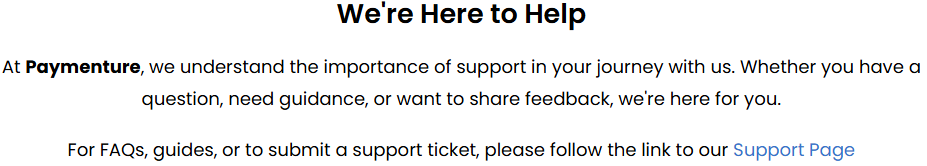 We're Here to Help
At Paymenture, we understand the importance of support in your journey with us. Whether you have a
question, need guidance, or want to share feedback, we're here for you.
For FAQs, guides, or to submit a support ticket, please follow the link to our Support Page